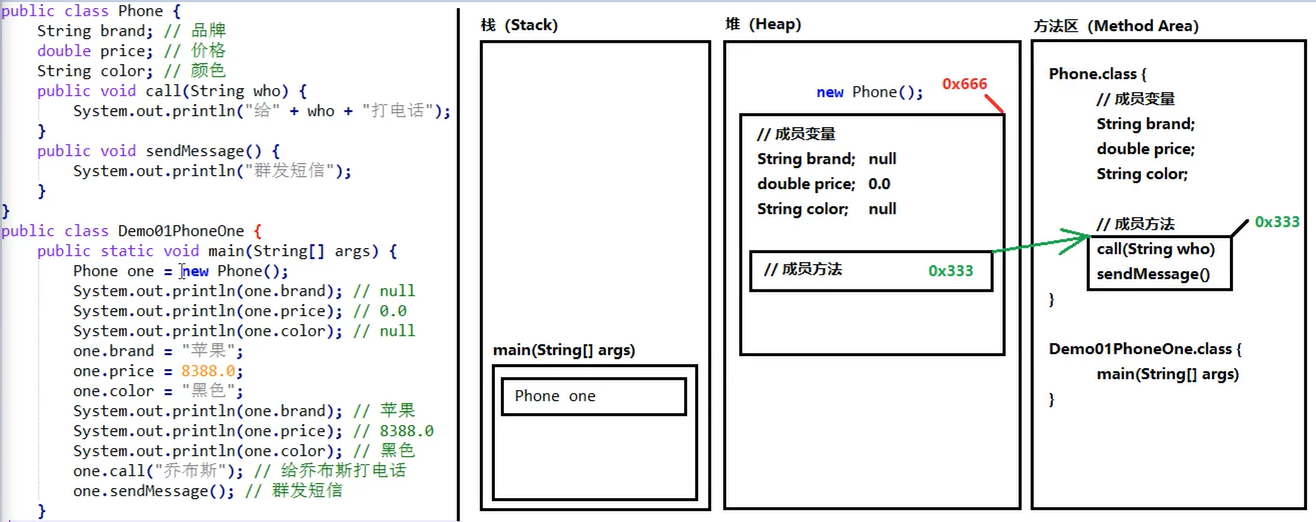 public class Phone {
String brand; // 品牌
double price; // 价格
String color; // 颜色
public void call(String who) {
System.out.println("给" + who + "打电话");
}
public void sendMessage() {
System.out.println("群发短信");
}
}
public class Demo01PhoneOne {
public static void main(String[] args) {
Phone one = new Phone();
System.out.println(one.brand); // null
System.out.println(one.price); // 0.0
System.out.println(one.color); // null
one.brand = "苹果";
one.price = 8388.0;
one.color = "黑色";
System.out.println(one.brand); // 苹果
System.out.println(one.price); // 8388.0
System.out.println(one.color); // 黑色
one.call("乔布斯"); // 给乔布斯打电话
one.sendMessage(); // 群发短信
}
栈（Stack)
main(String[] args)
Phone one
堆（Heap)
new Phone();
0x666
// 成员变量
String brand; null
double price; 0.0
String color; null
// 成员方法 0x333
方法区（Method Area)
Phone.class {
// 成员变量
String brand;
double price;
String color;
// 成员方法
0x333
call(String who)
sendMessage()
}
Demo01PhoneOne.class {
main(String[] args)
}